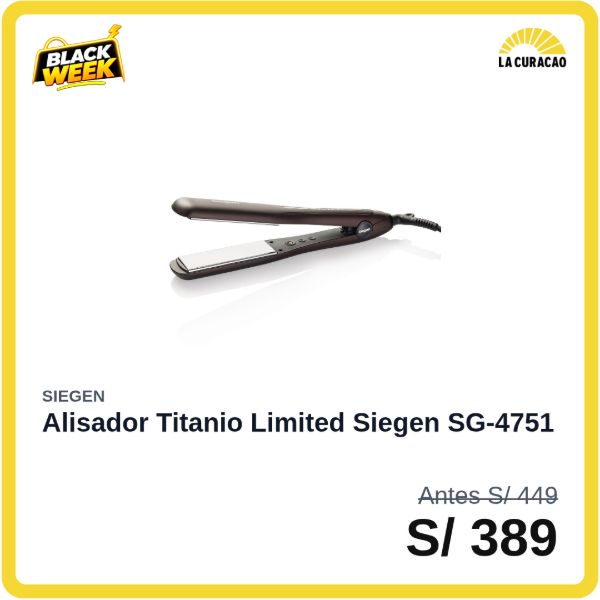 BLACK
WEEK
LA CURACAO
SIEGEN
Alisador Titanio Limited Siegen SG-4751
Antes S/ 449
S/ 389